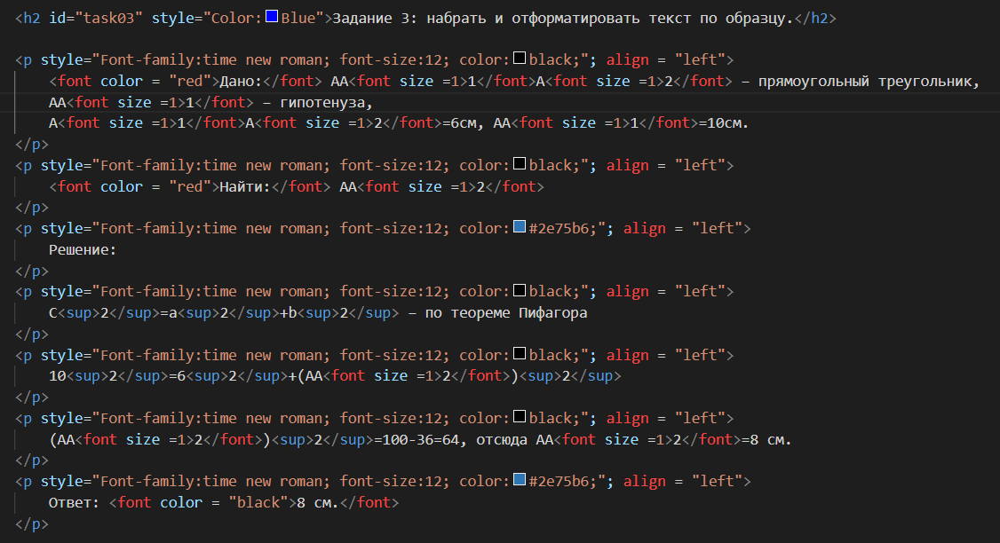 <h2 id="task03" style="Color:Blue">Задание 3: набрать и отформатировать текст по образцу.</h2>
<p style="Font-family:time new roman; font-size:12; color:black;"; align = "left">
<font color = "red">Дано:</font> AA<font size =1>1</font>A<font size =1>2</font> – прямоугольный треугольник,
AA<font size =1>1</font> – гипотенуза,
A<font size =1>1</font>A<font size =1>2</font>=6см, AA<font size =1>1</font>=10см.
</p>
<p style="Font-family:time new roman; font-size:12; color:black;"; align = "left">
<font color = "red">Найти:</font> AA<font size =1>2</font>
</p>
<p style="Font-family:time new roman; font-size:12; color:#2e75b6;"; align = "left">
Решение:
</p>
<p style="Font-family:time new roman; font-size:12; color:black;"; align = "left">
C<sup>2</sup>=a<sup>2</sup>+b<sup>2</sup> – по теореме Пифагора
</p>
<p style="Font-family:time new roman; font-size:12; color:black;"; align = "left">
10<sup>2</sup>=6<sup>2</sup>+(AA<font size =1>2</font>)<sup>2</sup>
</p>
<p style="Font-family:time new roman; font-size:12; color:black;"; align = "left">
(AA<font size =1>2</font>)<sup>2</sup>=100-36=64, отсюда AA<font size =1>2</font>=8 см.
</p>
<p style="Font-family:time new roman; font-size:12; color:#2e75b6;"; align = "left">
Ответ: <font color = "black">8 см.</font>
</p>